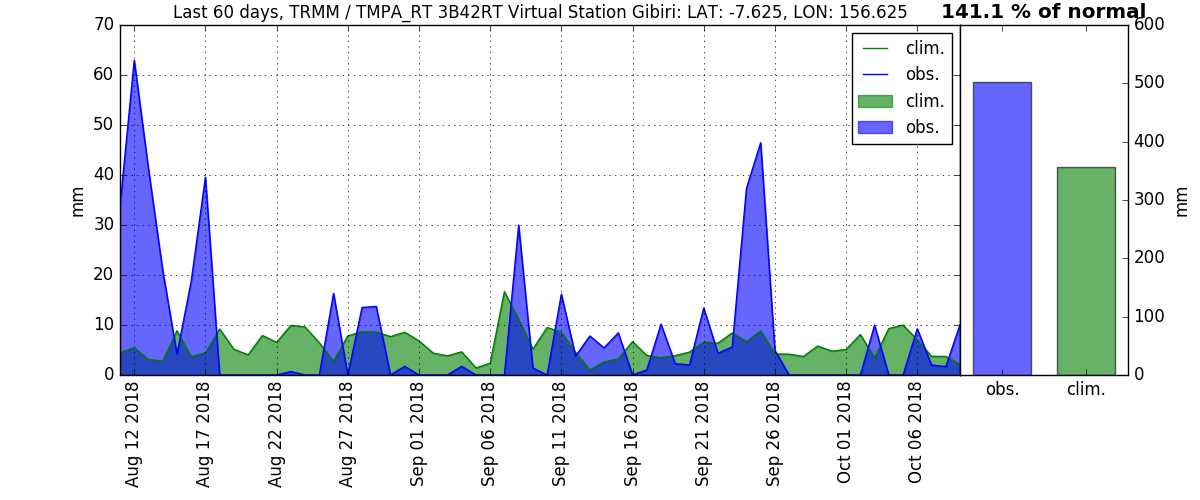 Last 60 days, TRMM / TMPA_RT 3B42RT Virtual Station Gibiri: LAT: -7.625, LON: 156.625
141.1 % of normal
70
60
50
40
30
20
10
0
mm
clim.
obs.
clim.
obs.
600
500
400
300
200
100
0
mm
Aug 12 2018
Aug 17 2018
Aug 22 2018
Aug 27 2018
Sep 01 2018
Sep 06 2018
Sep 11 2018
Sep 16 2018
Sep 21 2018
Sep 26 2018
Oct 01 2018
Oct 06 2018
obs.
clim.